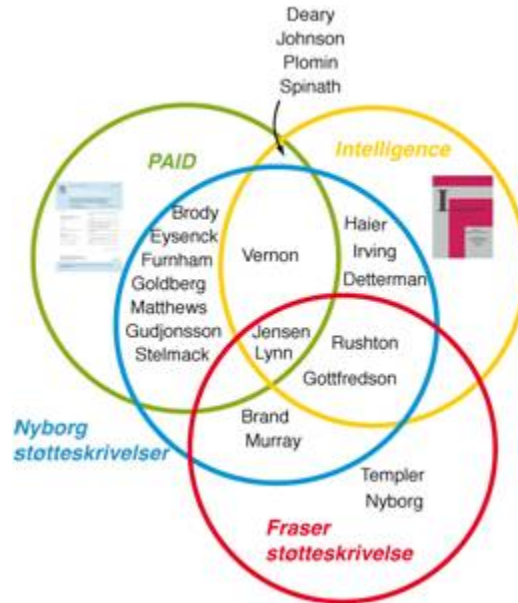 Deary
Johnson
Plomin
Spinath
PAID
Intelligence
Brody
Eysenck
Furnham
Goldberg
Matthews
Gudjonsson
Stelmack
Vernon
Haier
Irving
Detterman
Jensen
Lynn
Rushton
Gottfredson
Brand
Murray
Nyborg
støtteskrivelser
Templer
Nyborg
Fraser
støtteskrivelse